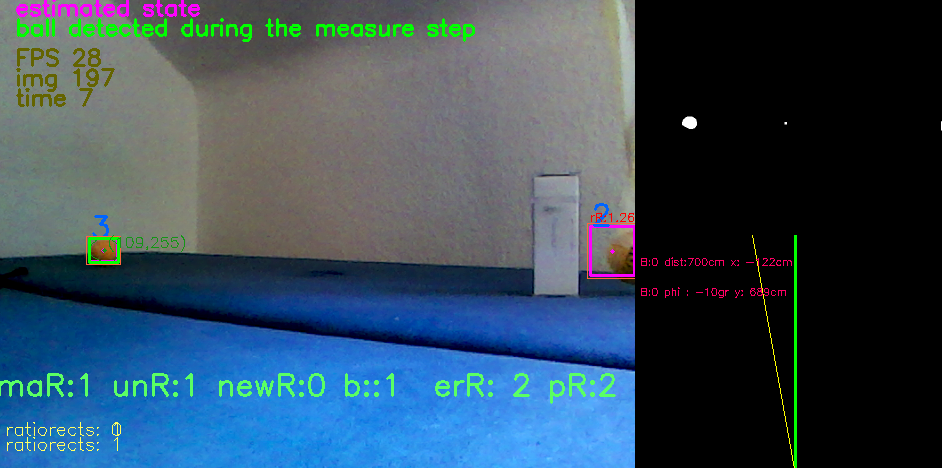 estimated state
ball detected during the measure step
FPS 28
img 197
time 7
3
(109,255)
2
rR:1.26
B:0 dist:700cm x: -122cm
B:0 phi : -10gr y: 689cm
maR:1 unR:1 newR:0 b::1 erR: 2 pR:2
ratiorects: 0
ratiorects: 1